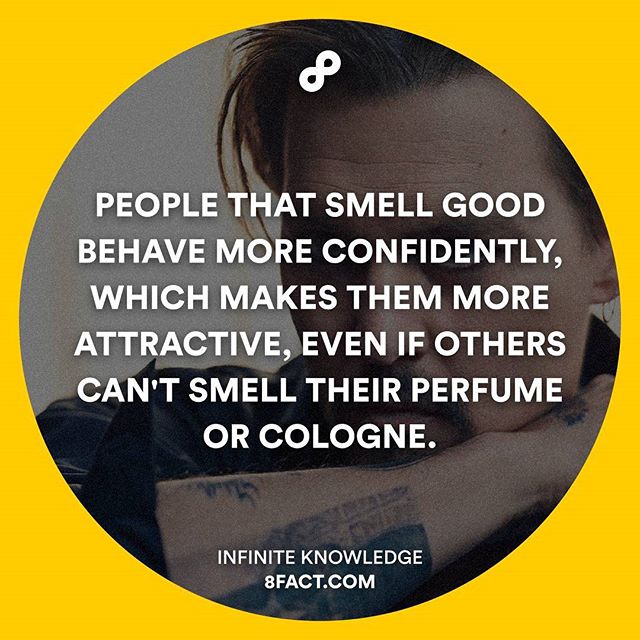 PEOPLE THAT SMELL GOOD
BEHAVE MORE CONFIDENTLY,
WHICH MAKES THEM MORE
ATTRACTIVE, EVEN IF OTHERS
CAN'T SMELL THEIR PERFUME
OR COLOGNE.
INFINITE KNOWLEDGE
8FACT.COM